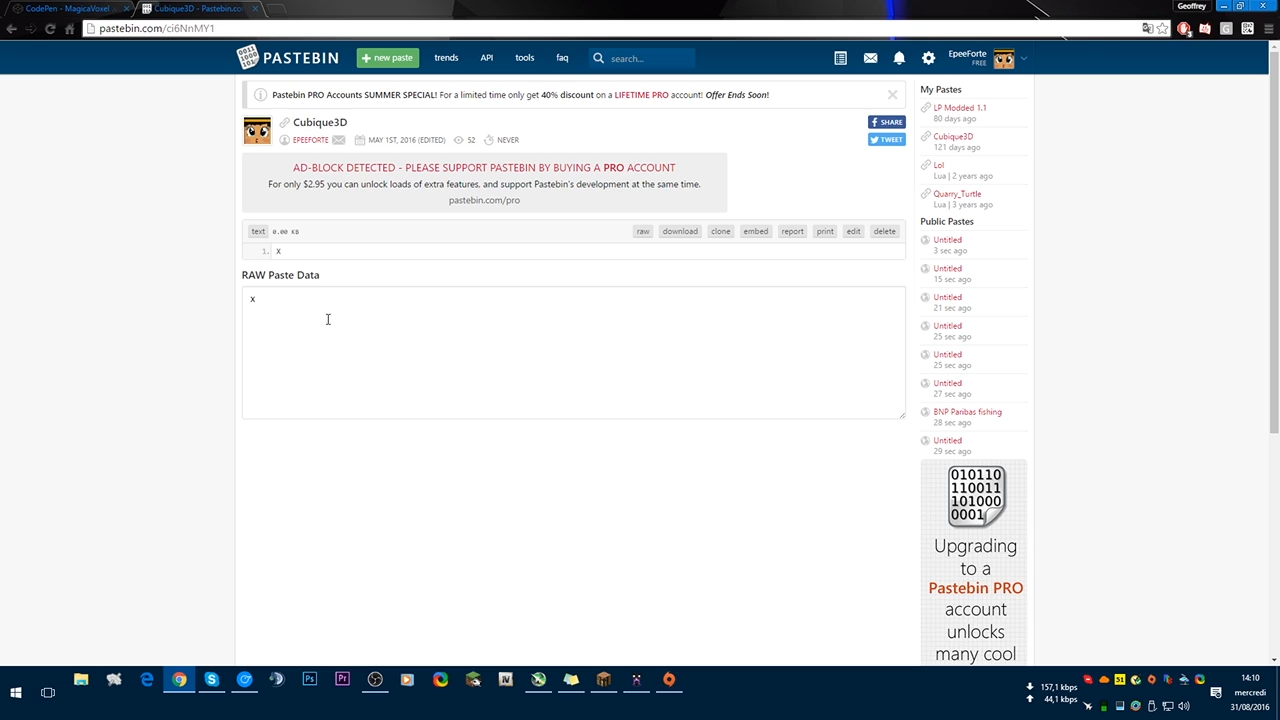 CodePen - MagicaVoxel
Cubique3D - Pastebin.co
Geoffrey
pastebin.com/ci6NnMY1
PASTEBIN
new paste
trends
API
tools
faq
search...
EpeeForte
FREE
Pastebin PRO Accounts SUMMER SPECIAL! For a limited time only get 40% discount on a LIFETIME PRO account! Offer Ends Soon!
Cubique3D
EPEEFORTE
MAY 1ST, 2016 (EDITED)
52
NEVER
SHARE
TWEET
AD-BLOCK DETECTED - PLEASE SUPPORT PASTEBIN BY BUYING A PRO ACCOUNT
For only $2.95 you can unlock loads of extra features, and support Pastebin's development at the same time.
pastebin.com/pro
text 0.00 KB
raw download clone embed report print edit delete
1. X
RAW Paste Data
x
My Pastes
LP Modded 1.1
80 days ago
Cubique3D
121 days ago
Lol
Lua | 2 years ago
Quarry_Turtle
Lua | 3 years ago
Public Pastes
Untitled
3 sec ago
Untitled
15 sec ago
Untitled
21 sec ago
Untitled
25 sec ago
Untitled
25 sec ago
Untitled
27 sec ago
BNP Paribas fishing
28 sec ago
Untitled
29 sec ago
010110
110011
101000
0001
Upgrading
to a
Pastebin PRO
account
unlocks
many cool
157,1 kbps
44,1 kbps
14:10
mercredi
31/08/2016